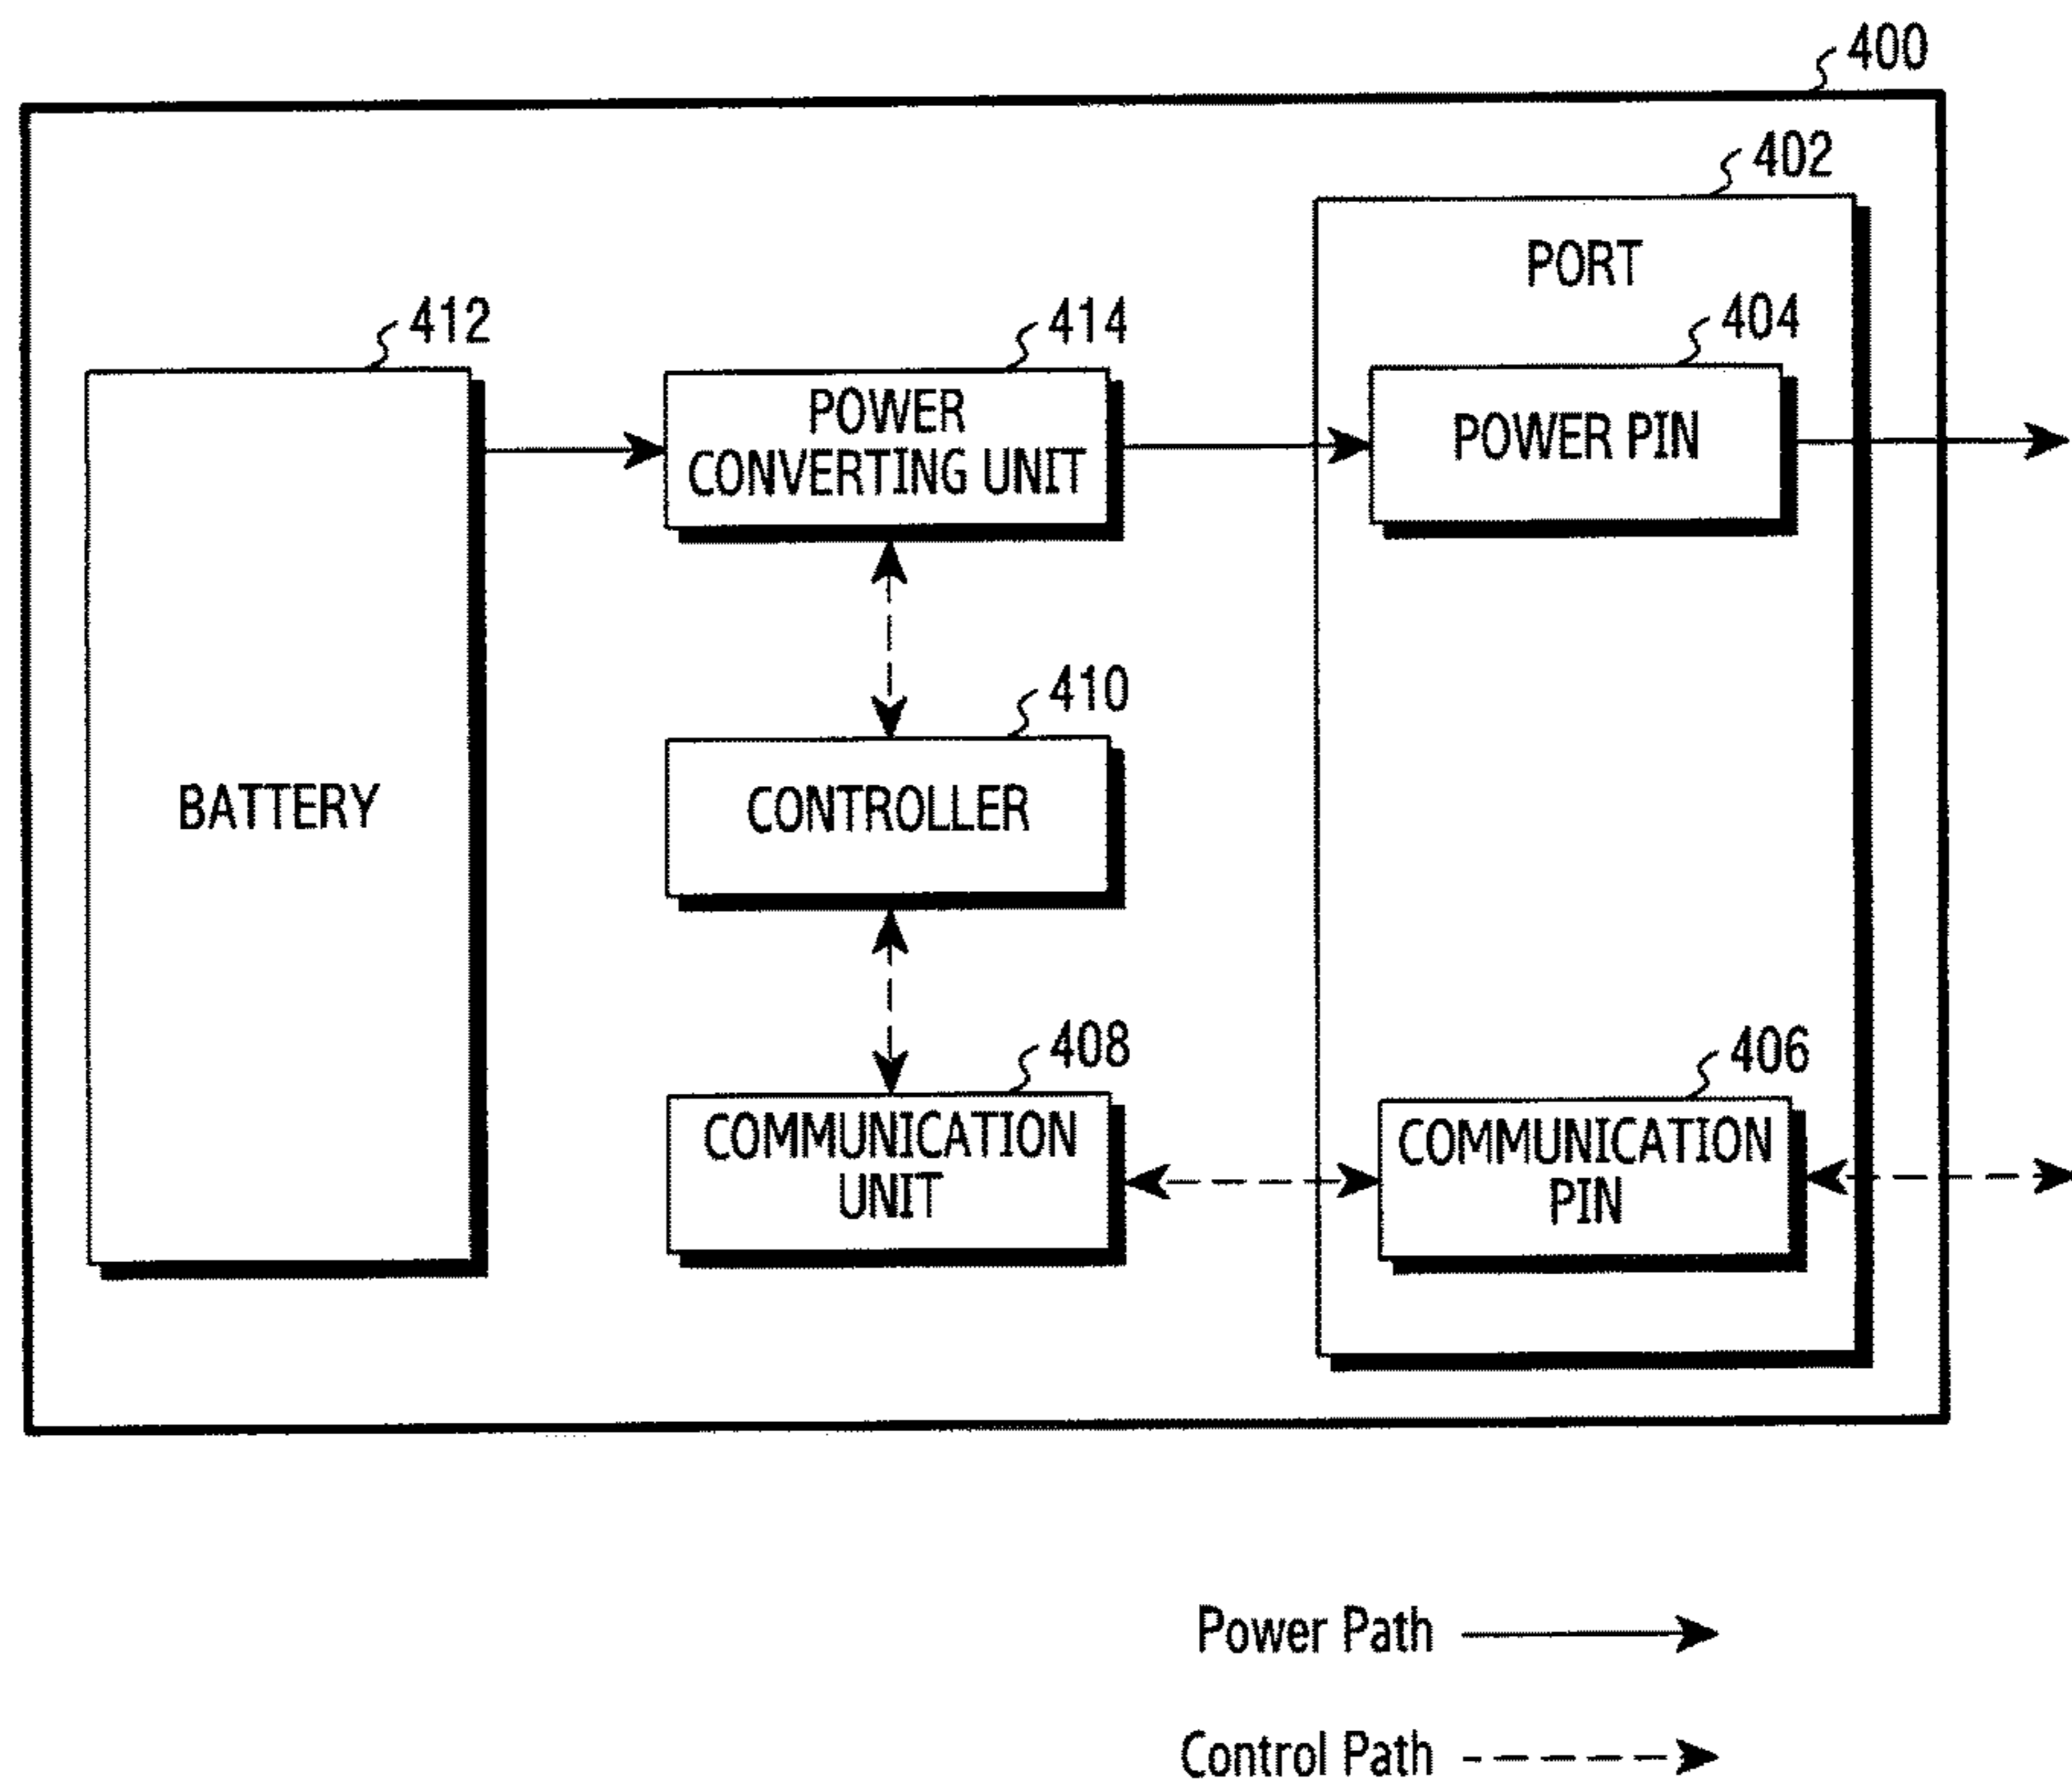 400
402
PORT
412
414
404
POWER
CONVERTING UNIT
POWER PIN
410
BATTERY
CONTROLLER
408
406
COMMUNICATION
UNIT
COMMUNICATION
PIN
Power Path
Control Path